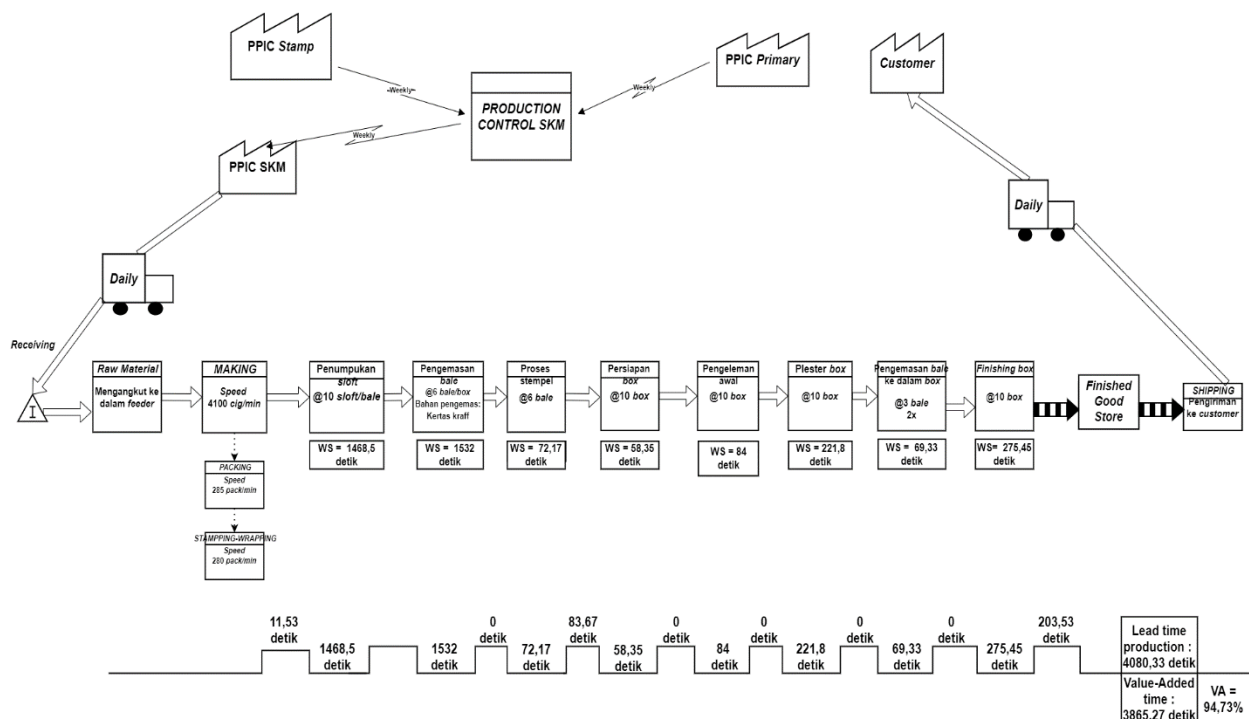 PPIC Stamp
PPIC Primary
Customer
-Weekly-
Weekly
PRODUCTION
CONTROL SKM
Weekly
PPIC SKM
Daily
Daily
Receiving
I
Raw Material
Mengangkut ke
dalam feeder
MAKING
Speed
4100 cig/min
Penumpukan
sloft
@10 sloft/bale
Pengemasan
bale
@6 bale/box
Bahan pengemas:
Kertas kraff
Proses
stempel
@6 bale
Persiapan
box
@10 box
Pengeleman
awal
@10 box
Plester box
@10 box
Pengemasan bale
ke dalam box
@3 bale
2x
Finishing box
@10 box
Finished
Good
Store
SHIPPING
Pengiriman
ke customer
WS = 1468,5
detik
WS = 1532
detik
WS = 72,17
detik
WS = 58,35
detik
WS = 84
detik
WS = 221,8
detik
WS = 69,33
detik
WS= 275,45
detik
PACKING
Speed
285 pack/min
STAMPPING-WRAPPING
Speed
280 pack/min
11,53
detik
0
detik
83,67
detik
0
detik
0
detik
0
detik
0
detik
203,53
detik
1468,5
detik
1532
detik
72,17
detik
58,35
detik
84
detik
221,8
detik
69,33
detik
275,45
detik
Lead time
production :
4080,33 detik
Value-Added
time :
3865,27 detik
VA =
94,73%